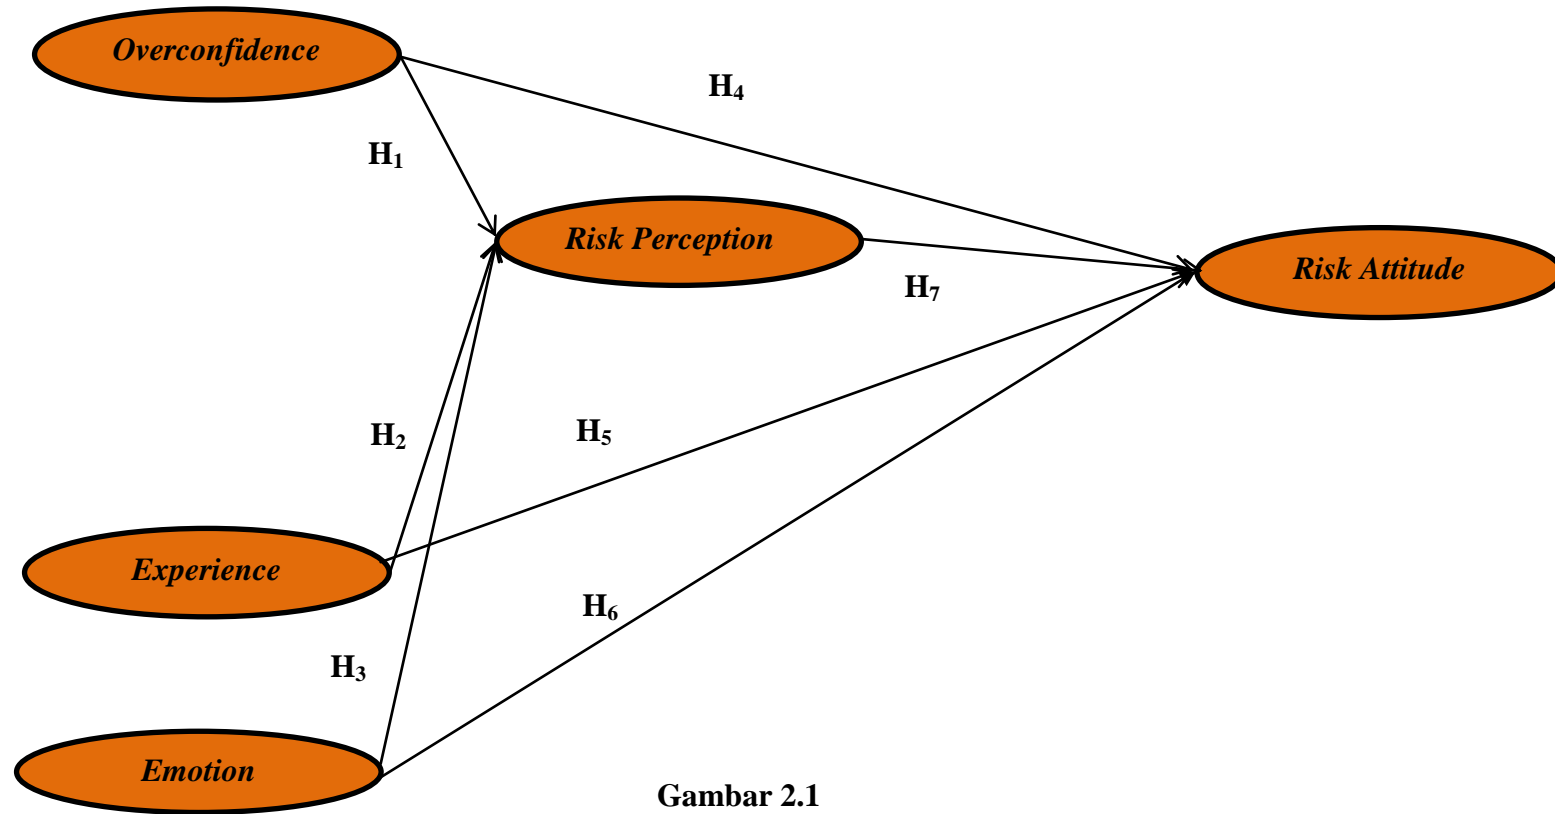 Overconfidence
H4
H1
Risk Perception
Risk Attitude
H7
H2
H5
Experience
H6
H3
Emotion
Gambar 2.1